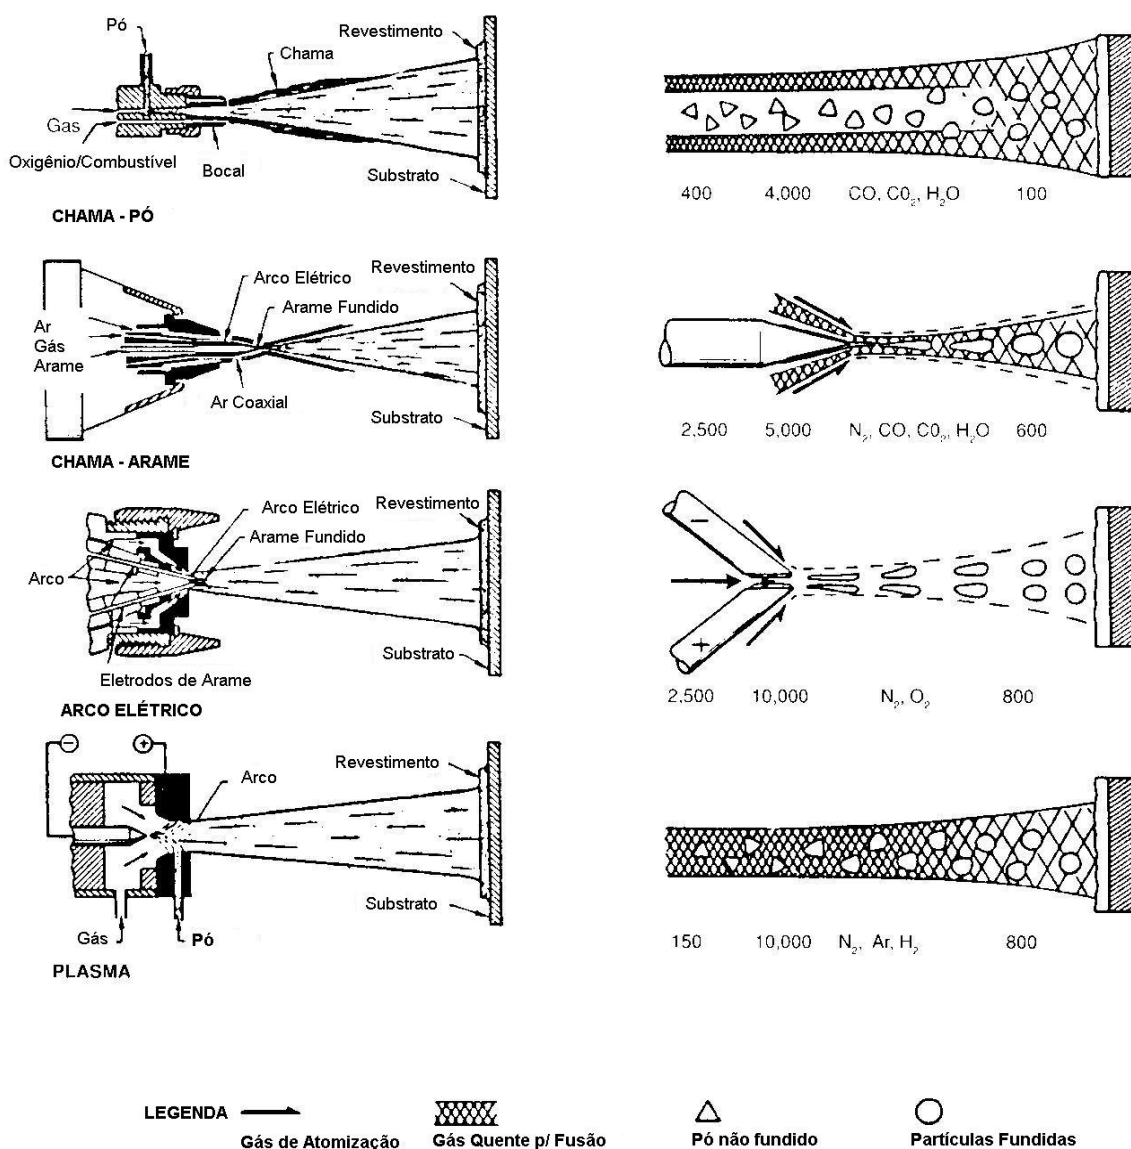 Pó
Revestimento
Chama
Gas
Oxigênio/Combustível
Bocal
Substrato
CHAMA - PÓ
400 4,000 CO, C0₂, H₂O 100
Revestimento
Arco Elétrico
Arame Fundido
Ar
Gás
Arame
Ar Coaxial
Substrato
CHAMA - ARAME
2,500 5,000 N₂, CO, C0₂, H₂O 600
Revestimento
Arco Elétrico
Arame Fundido
Arco
Substrato
Eletrodos de Arame
ARCO ELÉTRICO
− +
2,500 10,000 N₂, O₂ 800
− +
Revestimento
Arco
Substrato
Gás
Pó
PLASMA
150 10,000 N₂, Ar, H₂ 800
LEGENDA
Gás de Atomização
Gás Quente p/ Fusão
Pó não fundido
Partículas Fundidas